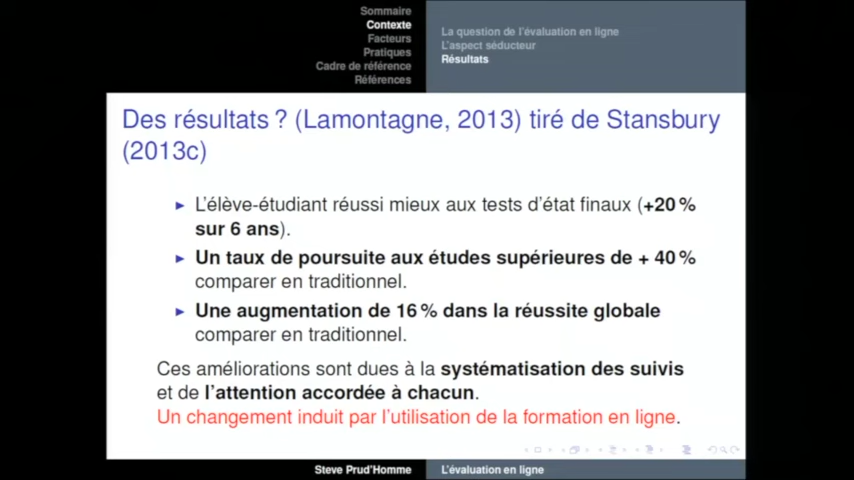 Sommaire
Contexte
Facteurs
Pratiques
Cadre de référence
Références
La question de l'évaluation en ligne
L'aspect séducteur
Résultats
Des résultats ? (Lamontagne, 2013) tiré de Stansbury
(2013c)
L'élève-étudiant réussi mieux aux tests d'état finaux (+20 %
sur 6 ans).
Un taux de poursuite aux études supérieures de + 40 %
comparer en traditionnel.
Une augmentation de 16 % dans la réussite globale
comparer en traditionnel.
Ces améliorations sont dues à la systématisation des suivis
et de l'attention accordée à chacun.
Un changement induit par l'utilisation de la formation en ligne.
Steve Prud'Homme
L'évaluation en ligne